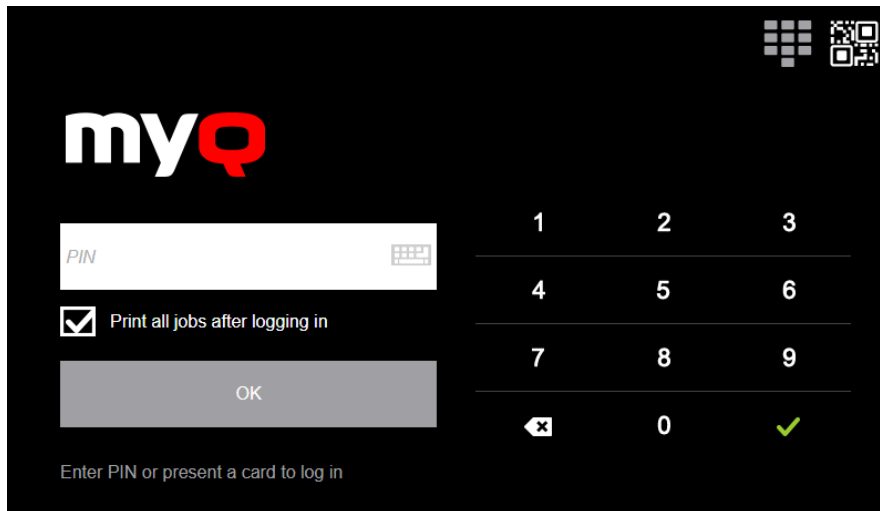 myQ
PIN
Print all jobs after logging in
OK
Enter PIN or present a card to log in
1 2 3
4 5 6
7 8 9
0